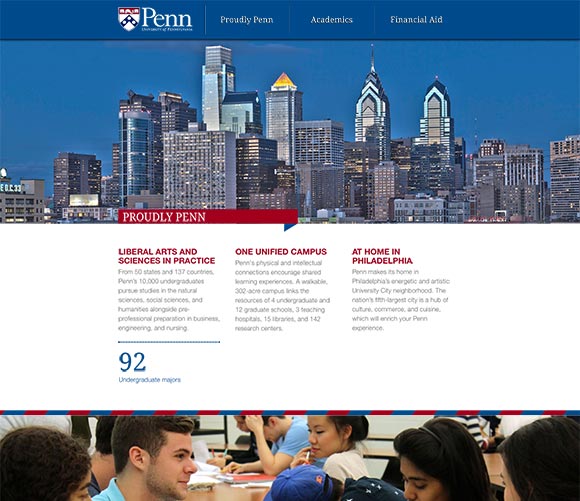 Penn
University of Pennsylvania
Proudly Penn
Academics
Financial Aid
PROUDLY PENN
LIBERAL ARTS AND
SCIENCES IN PRACTICE
From 50 states and 137 countries,
Penn's 10,000 undergraduates
pursue studies in the natural
sciences, social sciences, and
humanities alongside pre-
professional preparation in business,
engineering, and nursing.
92
Undergraduate majors
ONE UNIFIED CAMPUS
Penn's physical and intellectual
connections encourage shared
learning experiences. A walkable,
302-acre campus links the
resources of 4 undergraduate and
12 graduate schools, 3 teaching
hospitals, 15 libraries, and 142
research centers.
AT HOME IN
PHILADELPHIA
Penn makes its home in
Philadelphia's energetic and artistic
University City neighborhood. The
nation's fifth-largest city is a hub of
culture, commerce, and cuisine,
which will enrich your Penn
experience.